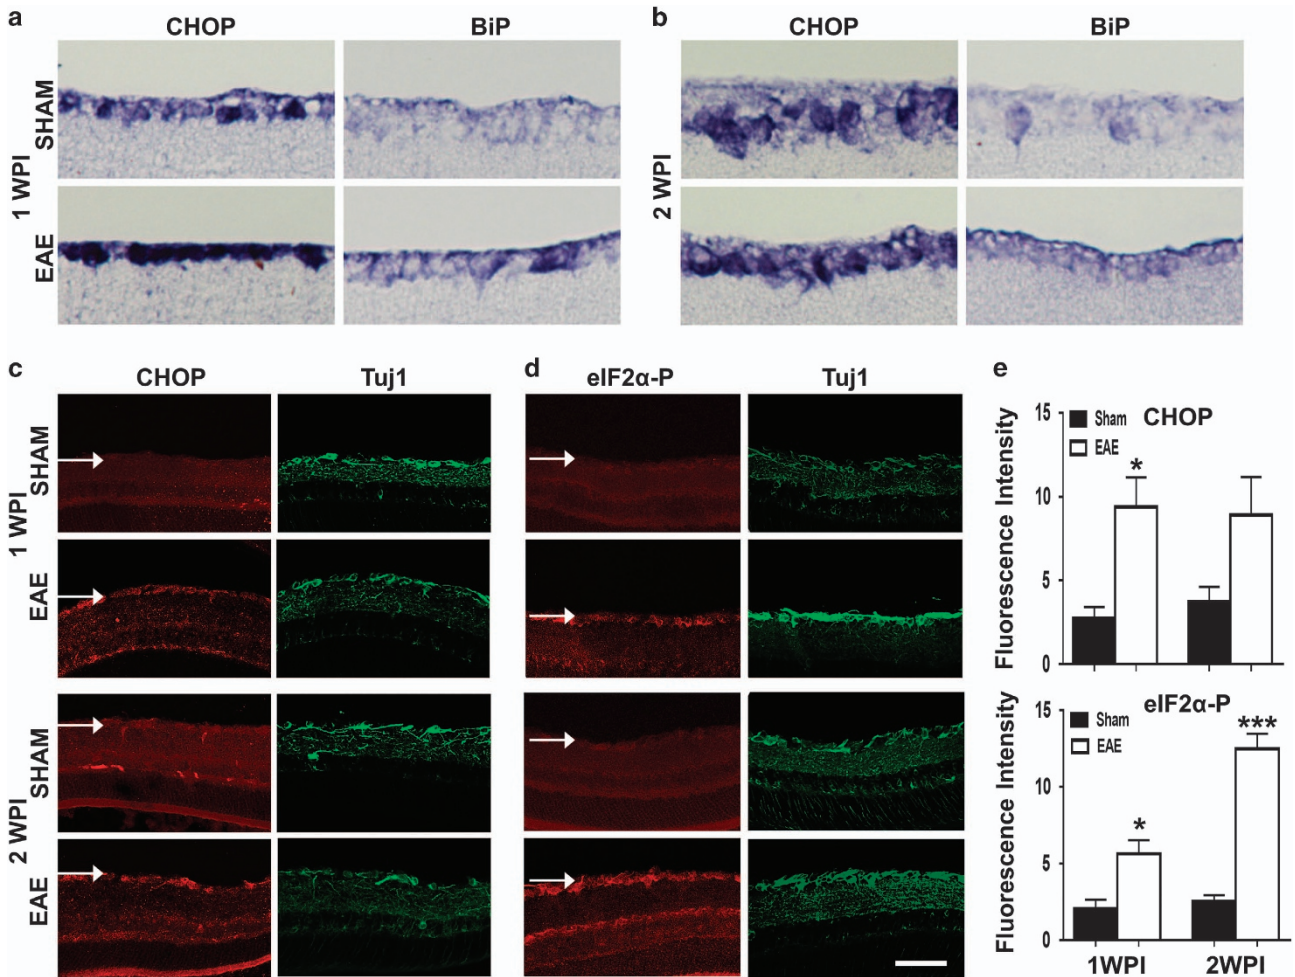 a
CHOP
BiP
1 WPI
SHAM
EAE
b
CHOP
BiP
2 WPI
c
CHOP
Tuj1
1 WPI
SHAM
EAE
2 WPI
SHAM
EAE
d
eIF2α-P
Tuj1
e
CHOP
Sham
EAE
Fluorescence Intensity
15
10
5
0
*
eIF2α-P
Sham
EAE
Fluorescence Intensity
15
10
5
0
*
***
1WPI
2WPI